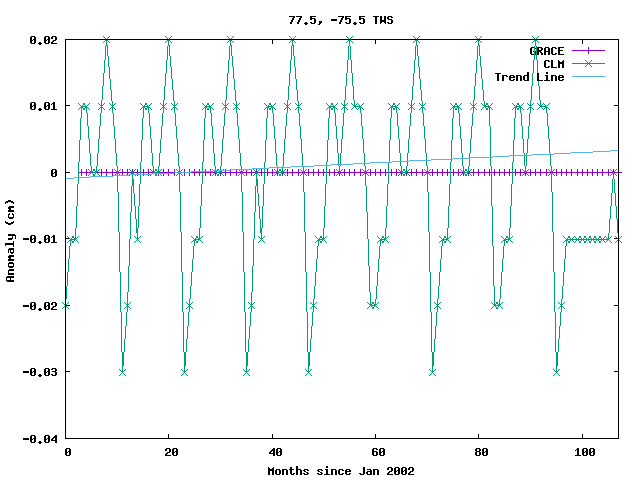 77.5, -75.5 TWS
GRACE
CLM
Trend Line
0.02
0.01
0
-0.01
-0.02
-0.03
-0.04
Anomaly (cm)
0 20 40 60 80 100
Months since Jan 2002